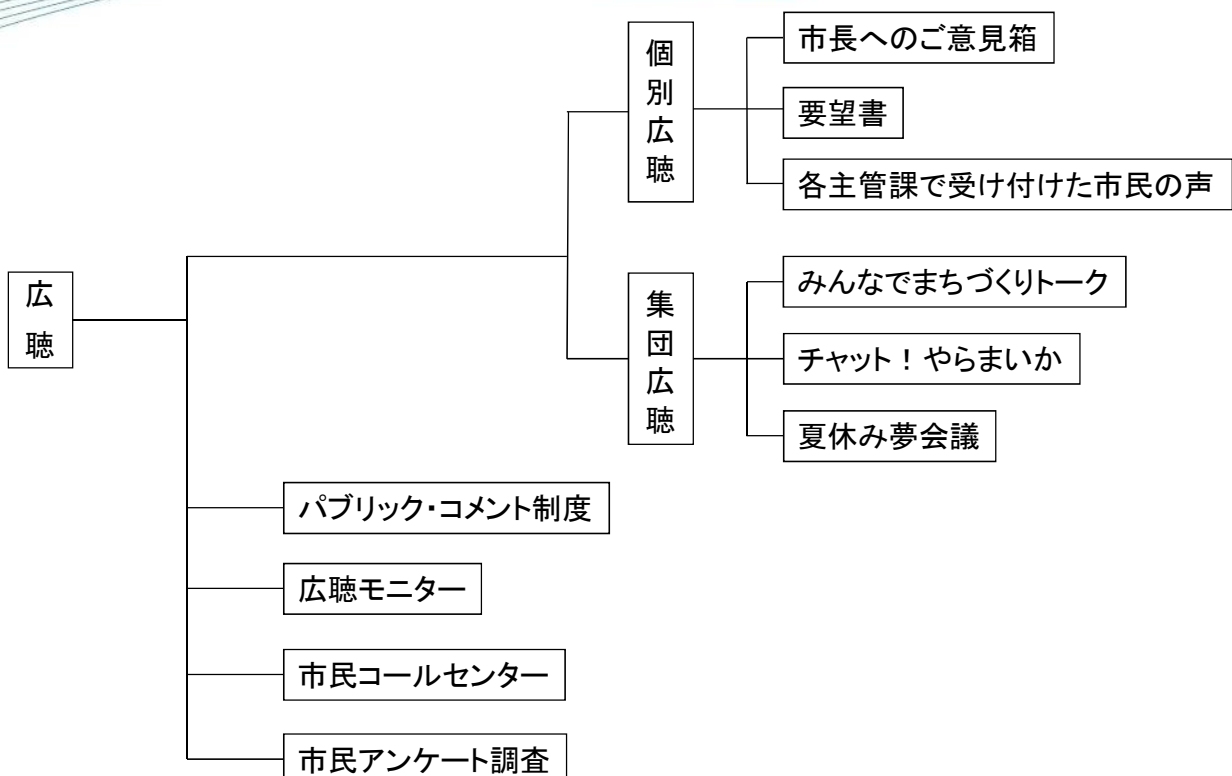 広聴
個別広聴
市長へのご意見箱
要望書
各主管課で受け付けた市民の声
集団広聴
みんなでまちづくりトーク
チャット！やらまいか
夏休み夢会議
パブリック・コメント制度
広聴モニター
市民コールセンター
市民アンケート調査